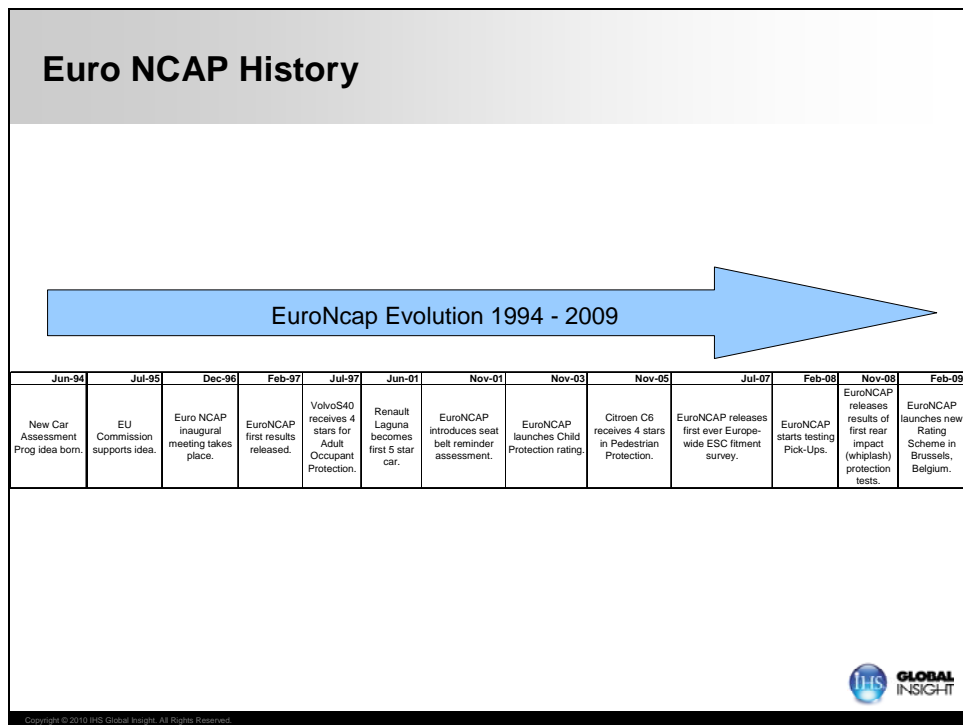 Euro NCAP History
EuroNcap Evolution 1994 - 2009
Jun-94
Jul-95
Dec-96
Feb-97
Jul-97
Jun-01
Nov-01
Nov-03
Nov-05
Jul-07
Feb-08
Nov-08
Feb-09
New Car
Assessment
Prog idea born.
EU
Commission
supports idea.
Euro NCAP
inaugural
meeting takes
place.
EuroNCAP
first results
released.
VolvoS40
receives 4
stars for
Adult
Occupant
Protection.
Renault
Laguna
becomes
first 5 star
car.
EuroNCAP
introduces seat
belt reminder
assessment.
EuroNCAP
launches Child
Protection rating.
Citroen C6
receives 4 stars
in Pedestrian
Protection.
EuroNCAP releases
first ever Europe-
wide ESC fitment
survey.
EuroNCAP
starts testing
Pick-Ups.
EuroNCAP
releases
results of
first rear
impact
(whiplash)
protection
tests.
EuroNCAP
launches new
Rating
Scheme in
Brussels,
Belgium.
IHS
GLOBAL
INSIGHT
Copyright © 2010 IHS Global Insight. All Rights Reserved.